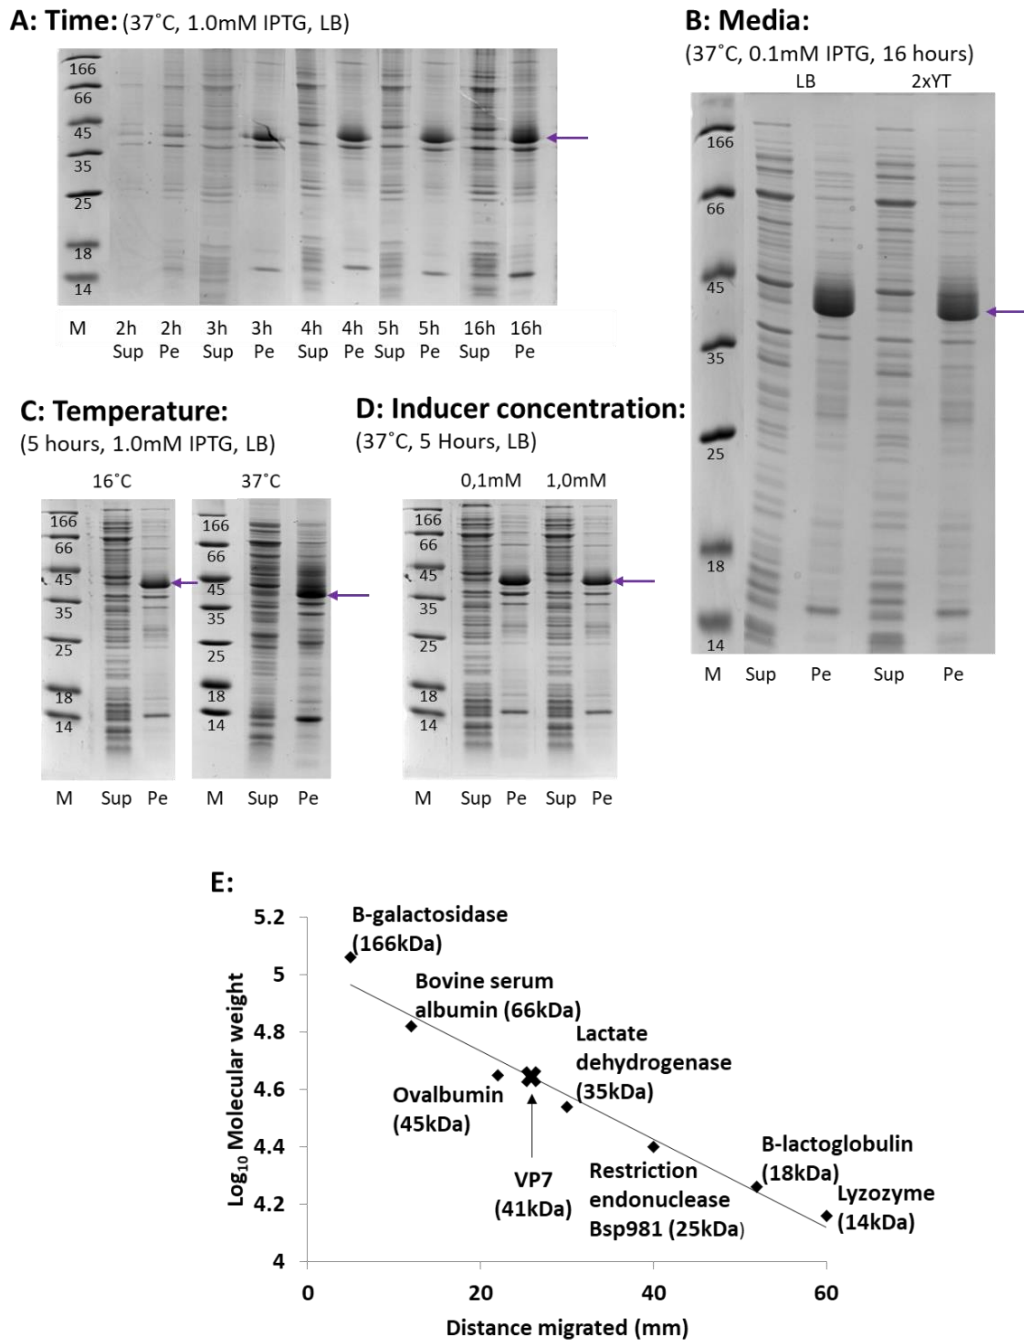 A: Time: (37˚C, 1.0mM IPTG, LB)
166
66
45
35
25
18
14
M 2h 2h 3h 3h 4h 4h 5h 5h 16h 16h
Sup Pe Sup Pe Sup Pe Sup Pe Sup Pe
B: Media:
(37˚C, 0.1mM IPTG, 16 hours)
LB 2xYT
166
66
45
35
25
18
14
M Sup Pe Sup Pe
C: Temperature:
(5 hours, 1.0mM IPTG, LB)
16˚C 37˚C
166 166
66 66
45 45
35 35
25 25
18 18
14 14
M Sup Pe M Sup Pe
D: Inducer concentration:
(37˚C, 5 Hours, LB)
0,1mM 1,0mM
166
66
45
35
25
18
14
M Sup Pe Sup Pe
E:
Log10 Molecular weight
5.2
5
4.8
4.6
4.4
4.2
4
B-galactosidase
(166kDa)
Bovine serum
albumin (66kDa)
Lactate
dehydrogenase
(35kDa)
Ovalbumin
(45kDa)
VP7
(41kDa)
Restriction
endonuclease
Bsp981 (25kDa)
B-lactoglobulin
(18kDa)
Lyzozyme
(14kDa)
0 20 40 60
Distance migrated (mm)